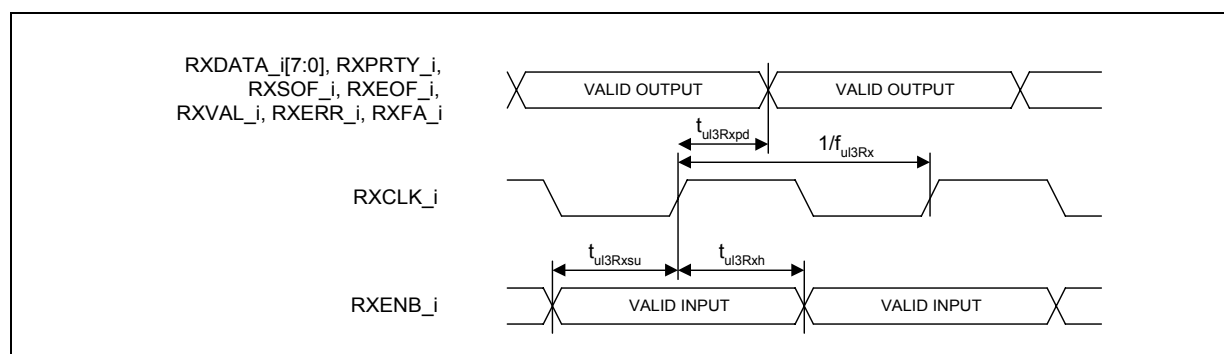 RXDATA_i[7:0], RXPRTY_i,
RXSOF_i, RXEOF_i,
RXVAL_i, RXERR_i, RXFA_i
VALID OUTPUT
VALID OUTPUT
tul3Rxpd
1/ful3Rx
RXCLK_i
tul3Rxsu
tul3Rxh
RXENB_i
VALID INPUT
VALID INPUT